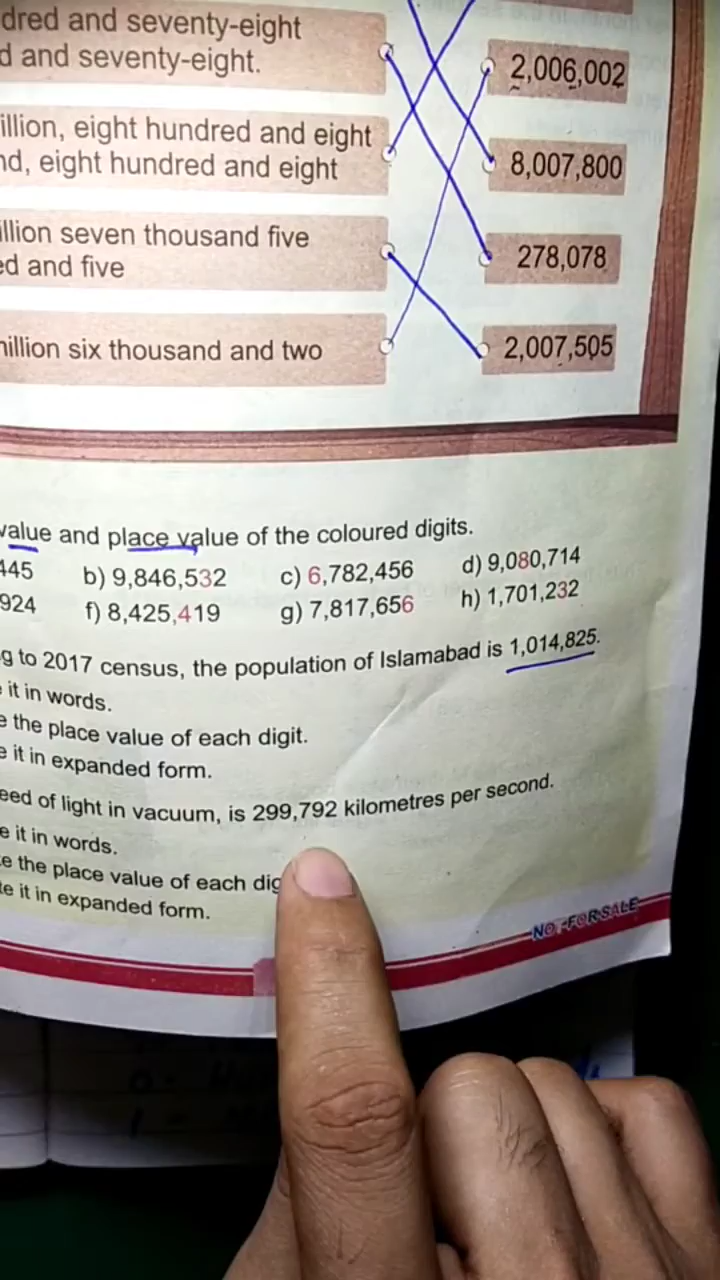 dred and seventy-eight
d and seventy-eight.
2,006,002
illion, eight hundred and eight
nd, eight hundred and eight
8,007,800
illion seven thousand five
ed and five
278,078
illion six thousand and two
2,007,505
value and place value of the coloured digits.
445 b) 9,846,532 c) 6,782,456 d) 9,080,714
924 f) 8,425,419 g) 7,817,656 h) 1,701,232
g to 2017 census, the population of Islamabad is 1,014,825.
it in words.
e the place value of each digit.
e it in expanded form.
eed of light in vacuum, is 299,792 kilometres per second.
e it in words.
e the place value of each dig
te it in expanded form.
NOT FOR SALE